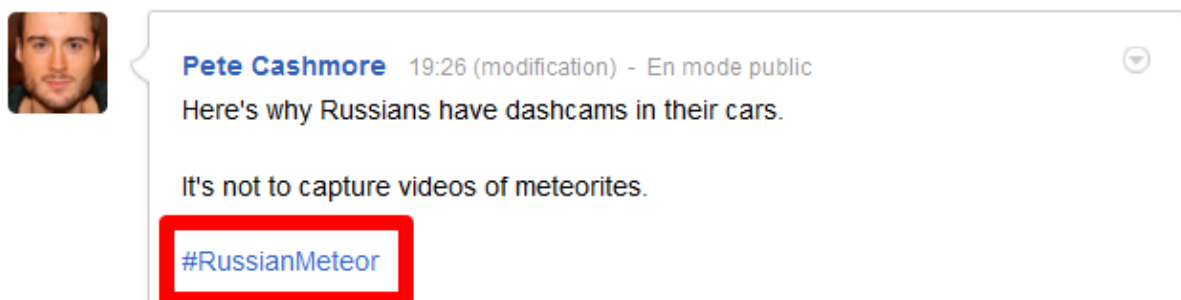 Pete Cashmore 19:26 (modification) - En mode public
Here's why Russians have dashcams in their cars.
It's not to capture videos of meteorites.
#RussianMeteor